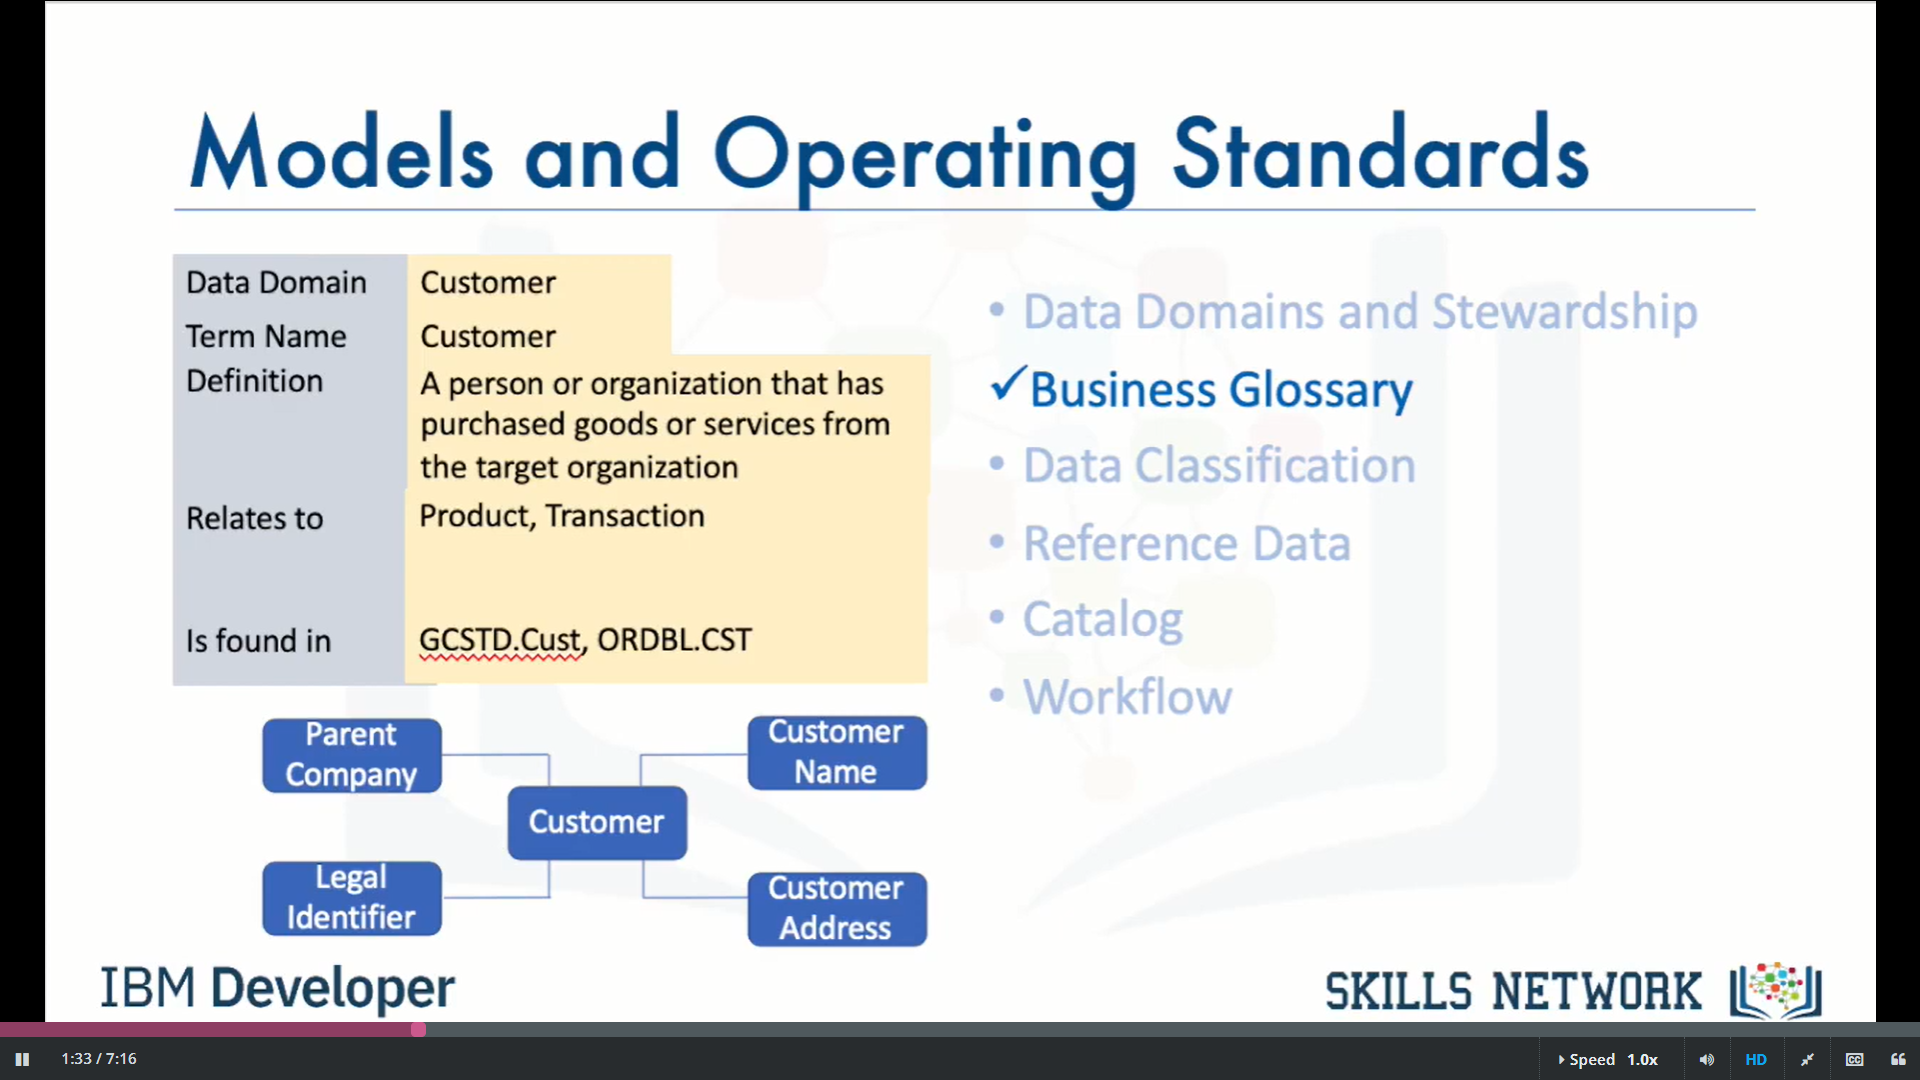 Models and Operating Standards
Data Domain Customer
Term Name Customer
Definition A person or organization that has
purchased goods or services from
the target organization
Relates to Product, Transaction
Is found in GCSTD.Cust, ORDBL.CST
• Data Domains and Stewardship
✓Business Glossary
• Data Classification
• Reference Data
• Catalog
• Workflow
Parent
Company
Customer
Name
Customer
Legal
Identifier
Customer
Address
IBM Developer
SKILLS NETWORK
1:33 / 7:16
Speed 1.0x
HD
CC